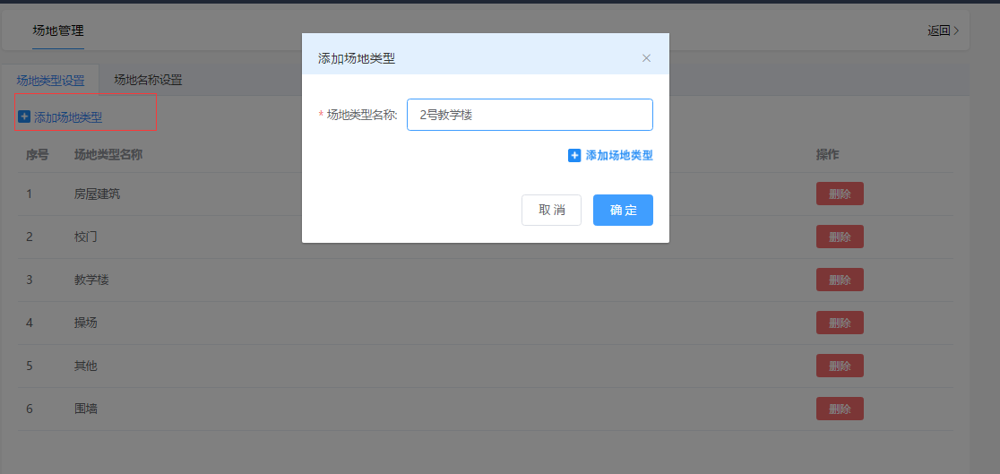 场地管理
返回
添加场地类型
场地类型设置
场地名称设置
添加场地类型
* 场地类型名称:
2号教学楼
添加场地类型
取 消
确 定
序号
场地类型名称
操作
1
房屋建筑
删除
2
校门
删除
3
教学楼
删除
4
操场
删除
5
其他
删除
6
围墙
删除